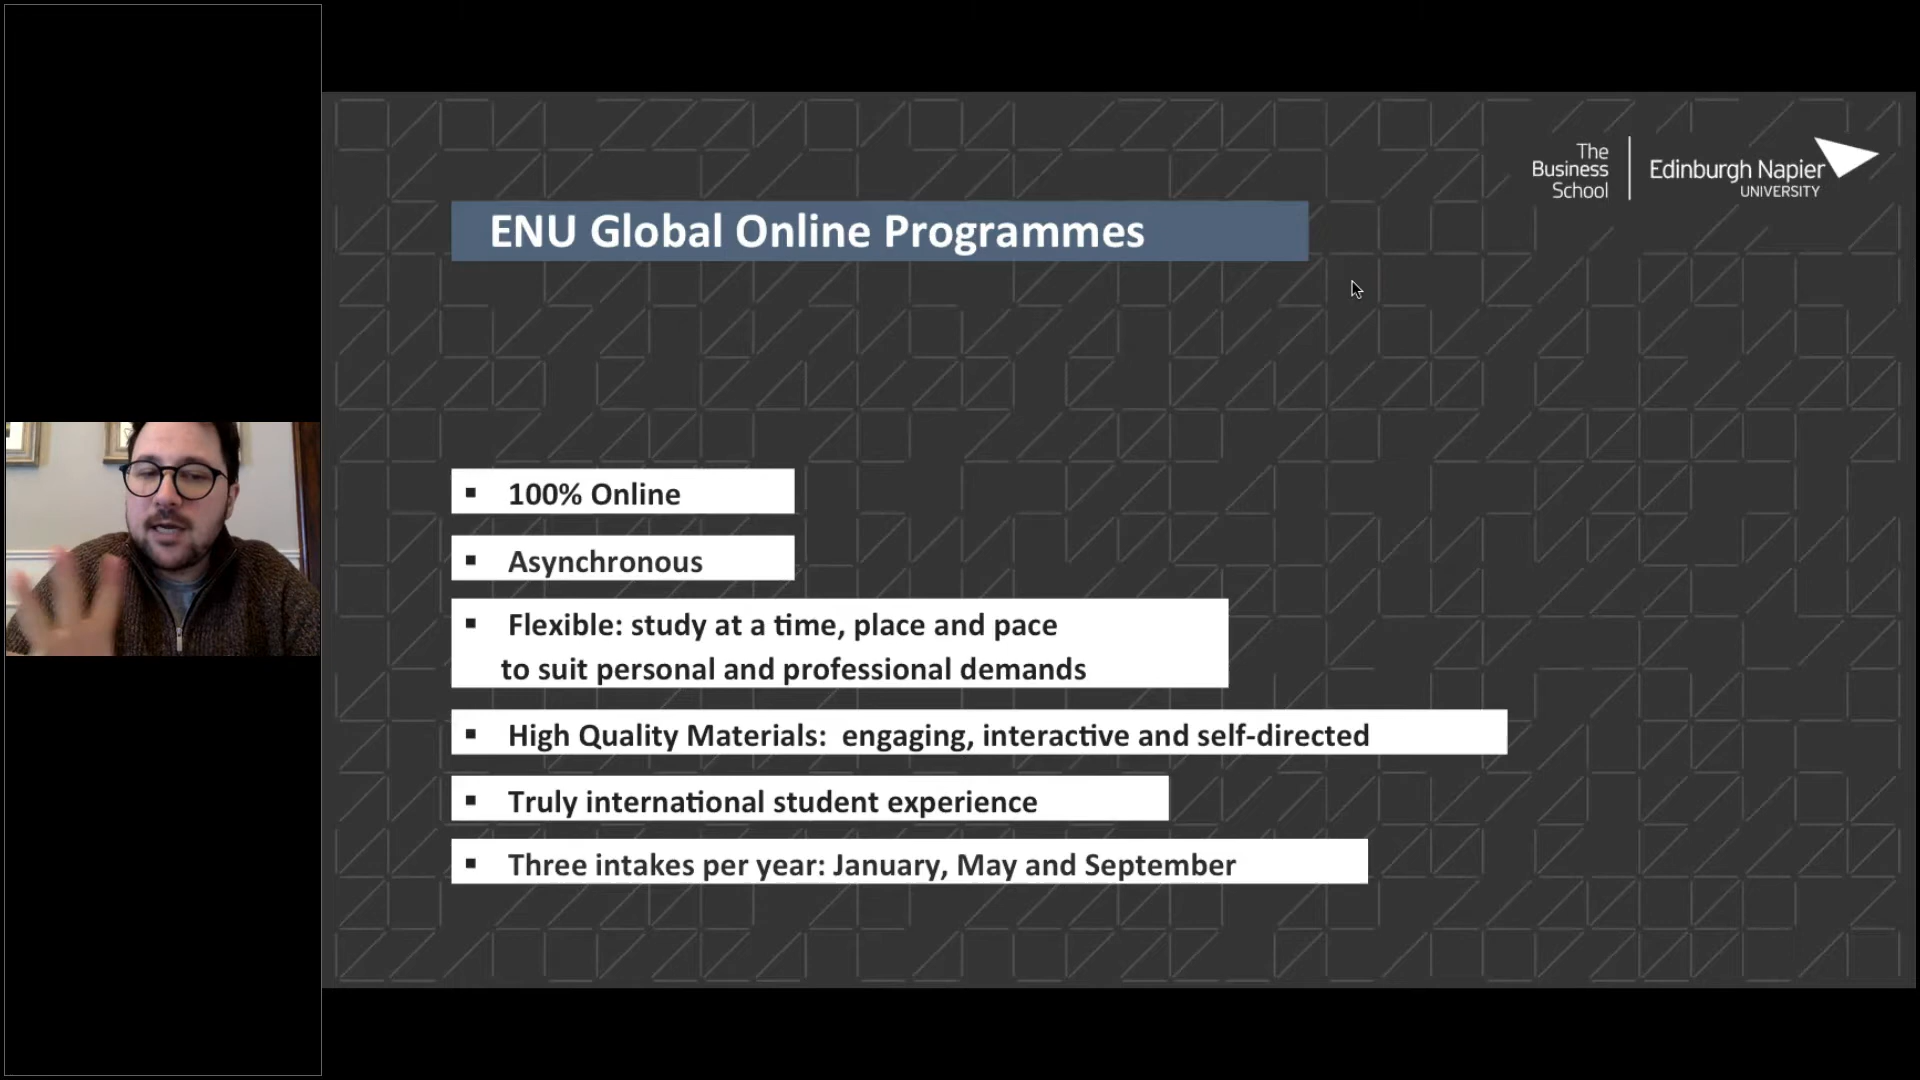 The
Business
School
Edinburgh Napier
UNIVERSITY
ENU Global Online Programmes
▪ 100% Online
▪ Asynchronous
▪ Flexible: study at a time, place and pace
to suit personal and professional demands
▪ High Quality Materials:  engaging, interactive and self-directed
▪ Truly international student experience
▪ Three intakes per year: January, May and September